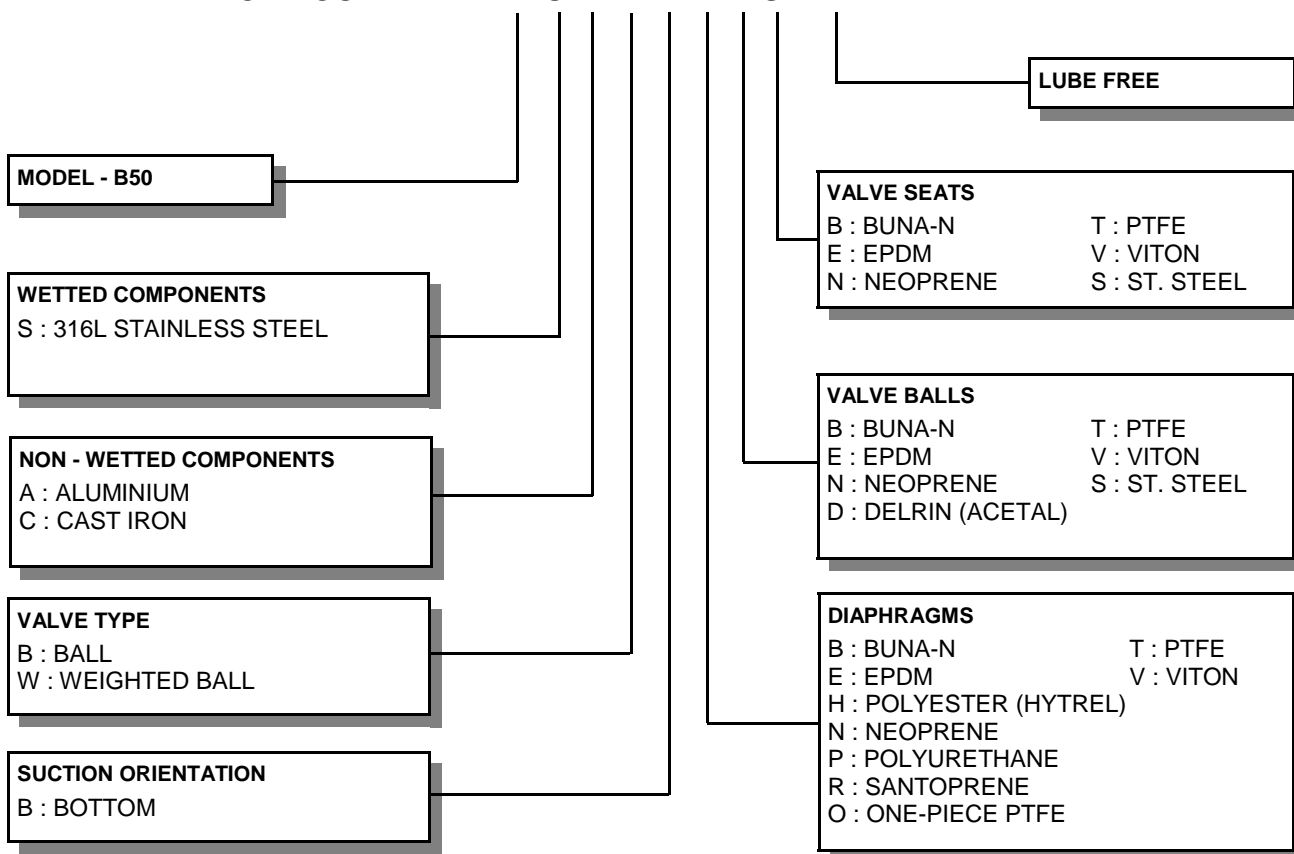 LUBE FREE
MODEL - B50
VALVE SEATS
B : BUNA-N T : PTFE
E : EPDM V : VITON
N : NEOPRENE S : ST. STEEL
WETTED COMPONENTS
S : 316L STAINLESS STEEL
VALVE BALLS
B : BUNA-N T : PTFE
E : EPDM V : VITON
N : NEOPRENE S : ST. STEEL
D : DELRIN (ACETAL)
NON - WETTED COMPONENTS
A : ALUMINIUM
C : CAST IRON
VALVE TYPE
B : BALL
W : WEIGHTED BALL
DIAPHRAGMS
B : BUNA-N T : PTFE
E : EPDM V : VITON
H : POLYESTER (HYTREL)
N : NEOPRENE
P : POLYURETHANE
R : SANTOPRENE
O : ONE-PIECE PTFE
SUCTION ORIENTATION
B : BOTTOM